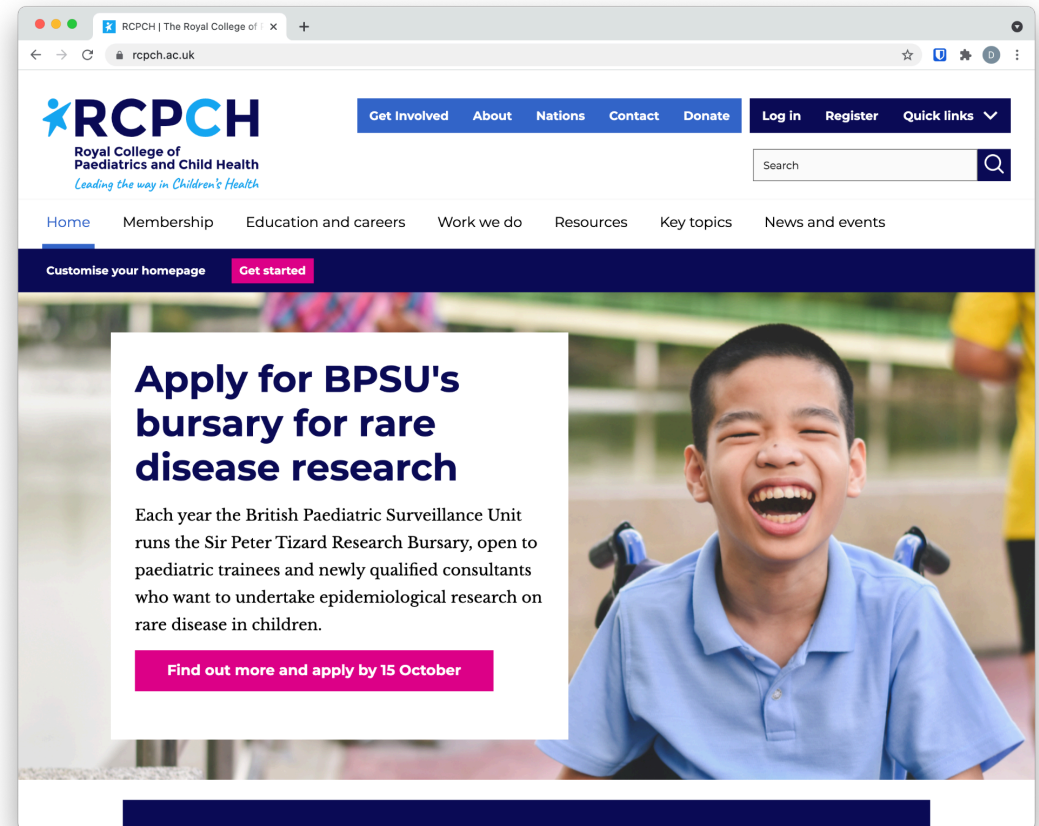 RCPCH | The Royal College of
rcpch.ac.uk
D
RCPCH
Royal College of
Paediatrics and Child Health
Leading the way in Children's Health
Get Involved About Nations Contact Donate
Log in Register Quick links
Search
Home Membership Education and careers Work we do Resources Key topics News and events
Customise your homepage Get started
Apply for BPSU's
bursary for rare
disease research
Each year the British Paediatric Surveillance Unit
runs the Sir Peter Tizard Research Bursary, open to
paediatric trainees and newly qualified consultants
who want to undertake epidemiological research on
rare disease in children.
Find out more and apply by 15 October